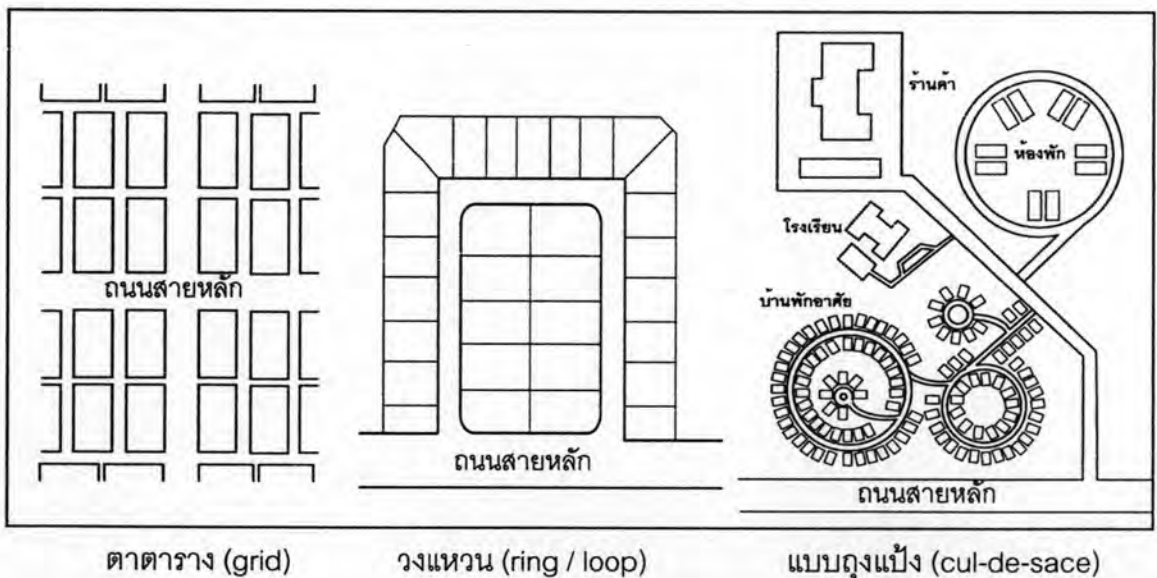 ถนนสายหลัก
ถนนสายหลัก
ร้านค้า
ห้องพัก
โรงเรียน
บ้านพักอาศัย
ถนนสายหลัก
ตาตาราง (grid)
วงแหวน (ring / loop)
แบบถุงแป้ง (cul-de-sace)